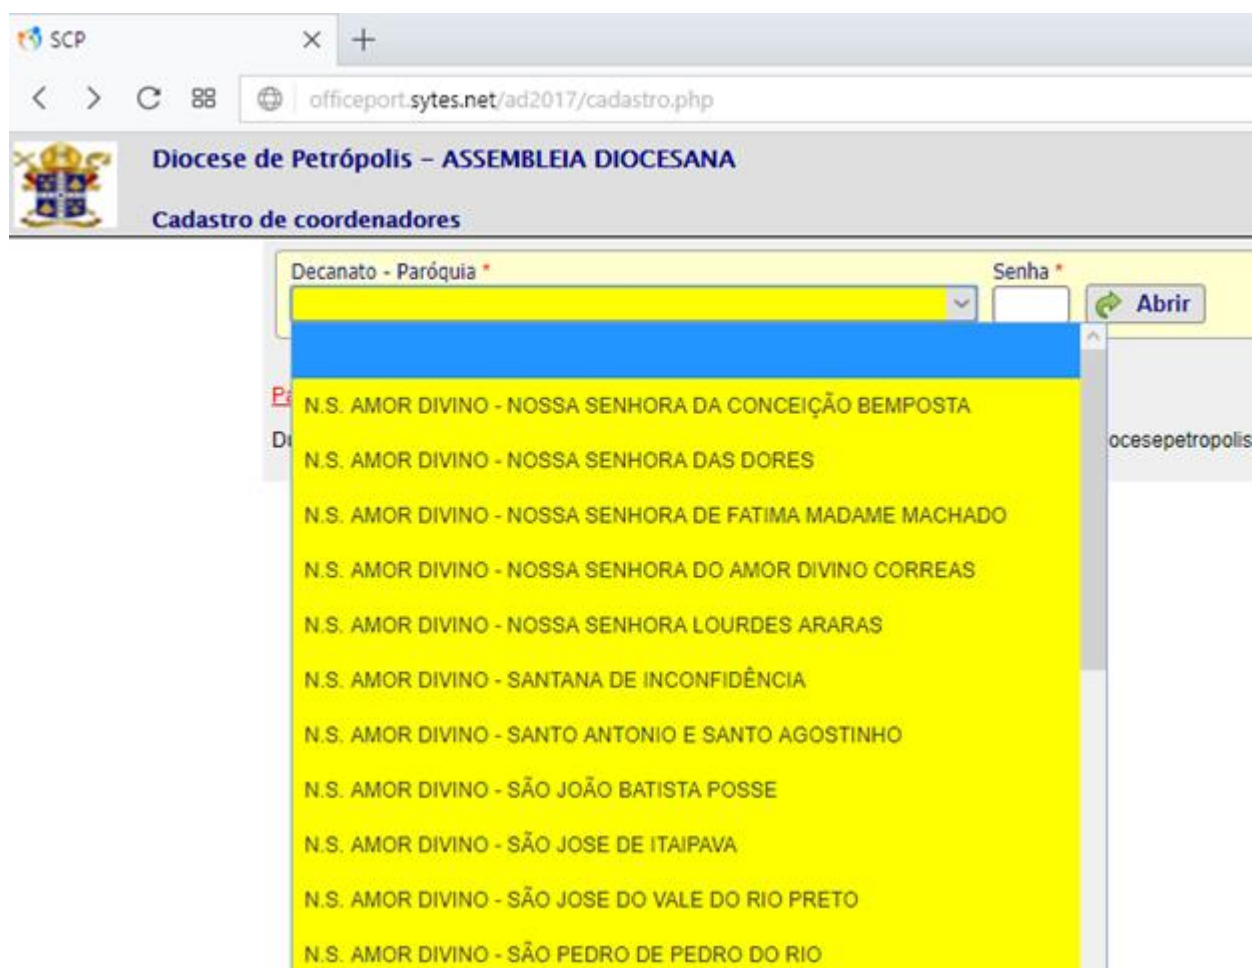 SCP
officeport.sytes.net/ad2017/cadastro.php
Diocese de Petrópolis – ASSEMBLEIA DIOCESANA
Cadastro de coordenadores
Decanato - Paróquia * Senha *
Abrir
N.S. AMOR DIVINO - NOSSA SENHORA DA CONCEIÇÃO BEMPOSTA
ocesepetropolis
N.S. AMOR DIVINO - NOSSA SENHORA DAS DORES
N.S. AMOR DIVINO - NOSSA SENHORA DE FATIMA MADAME MACHADO
N.S. AMOR DIVINO - NOSSA SENHORA DO AMOR DIVINO CORREAS
N.S. AMOR DIVINO - NOSSA SENHORA LOURDES ARARAS
N.S. AMOR DIVINO - SANTANA DE INCONFIDÊNCIA
N.S. AMOR DIVINO - SANTO ANTONIO E SANTO AGOSTINHO
N.S. AMOR DIVINO - SÃO JOÃO BATISTA POSSE
N.S. AMOR DIVINO - SÃO JOSE DE ITAIPAVA
N.S. AMOR DIVINO - SÃO JOSE DO VALE DO RIO PRETO
N.S. AMOR DIVINO - SÃO PEDRO DE PEDRO DO RIO